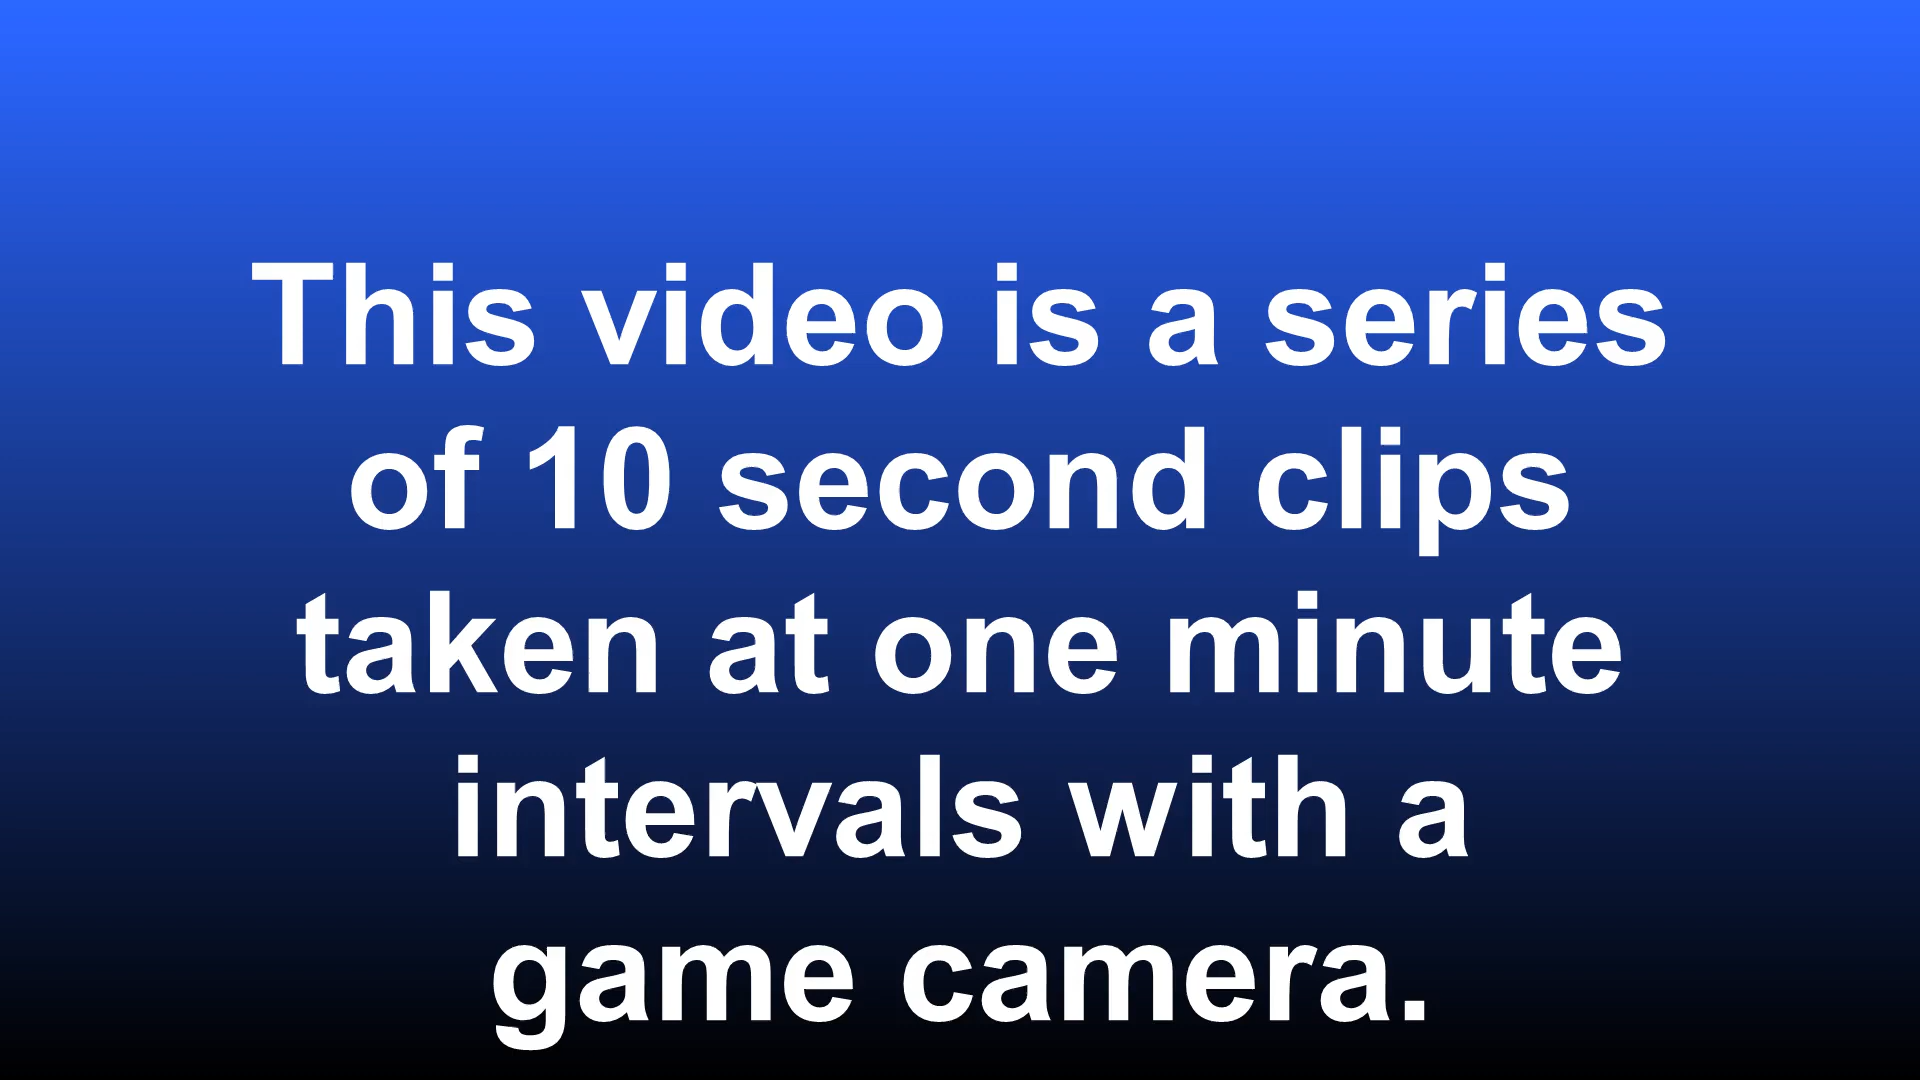 This video is a series
of 10 second clips
taken at one minute
intervals with a
game camera.